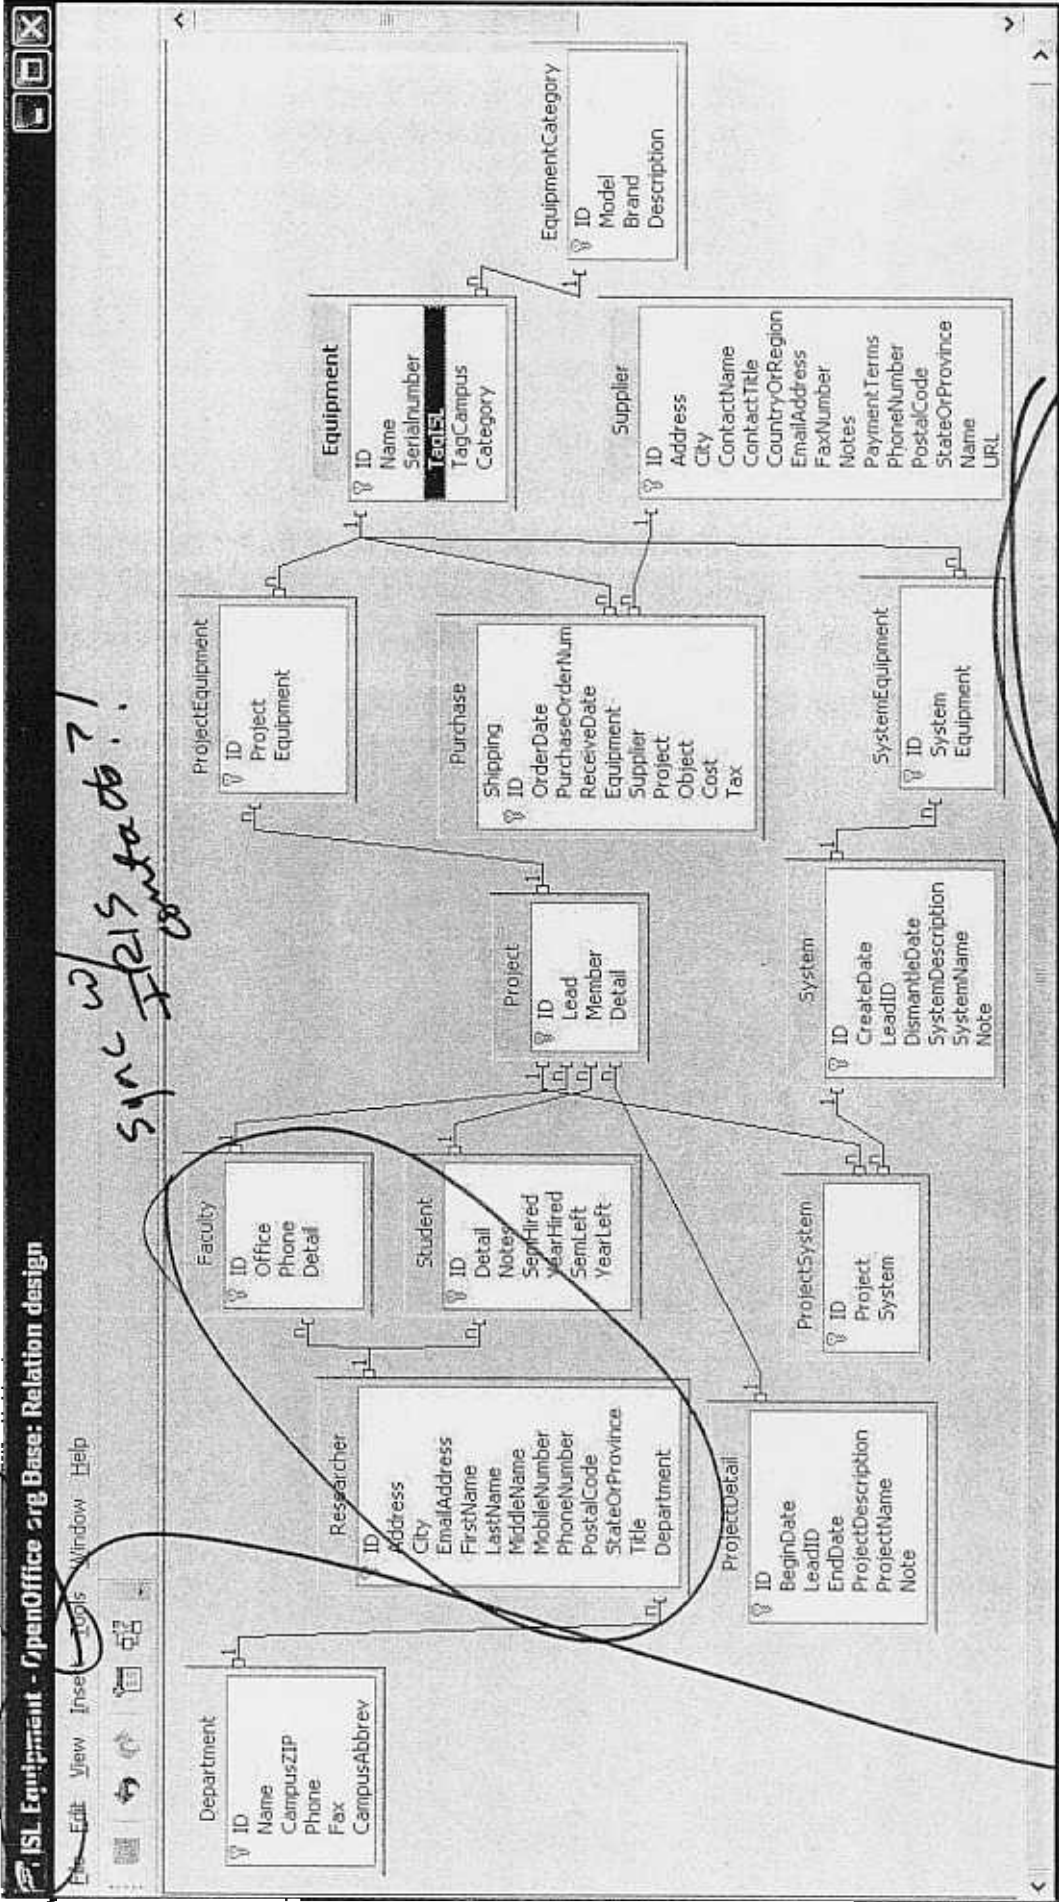 ISL Equipment - OpenOffice.org Base: Relation design
File Edit View Insert Tools Window Help
Sync w/
IRIS
contact db?!
Department
ID
Name
CampusZIP
Phone
Fax
CampusAbbrev
Researcher
ID
Address
City
EmailAddress
FirstName
LastName
MiddleName
MobileNumber
PhoneNumber
PostalCode
StateOrProvince
Title
Department
Faculty
ID
Office
Phone
Detail
Student
ID
Detail
Notes
SemHired
YearHired
SemLeft
YearLeft
ProjectDetail
ID
BeginDate
LeadID
EndDate
ProjectDescription
ProjectName
Note
ProjectSystem
ID
Project
System
Project
ID
Lead
Member
Detail
System
ID
CreateDate
LeadID
DismantleDate
SystemDescription
SystemName
Note
ProjectEquipment
ID
Project
Equipment
Purchase
Shipping
ID
OrderDate
PurchaseOrderNum
ReceiveDate
Equipment
Supplier
Project
Object
Cost
Tax
SystemEquipment
ID
System
Equipment
Equipment
ID
Name
Serialnumber
TagISL
TagCampus
Category
Supplier
ID
Address
City
ContactName
ContactTitle
CountryOrRegion
EmailAddress
FaxNumber
Notes
PaymentTerms
PhoneNumber
PostalCode
StateOrProvince
Name
URL
EquipmentCategory
ID
Model
Brand
Description